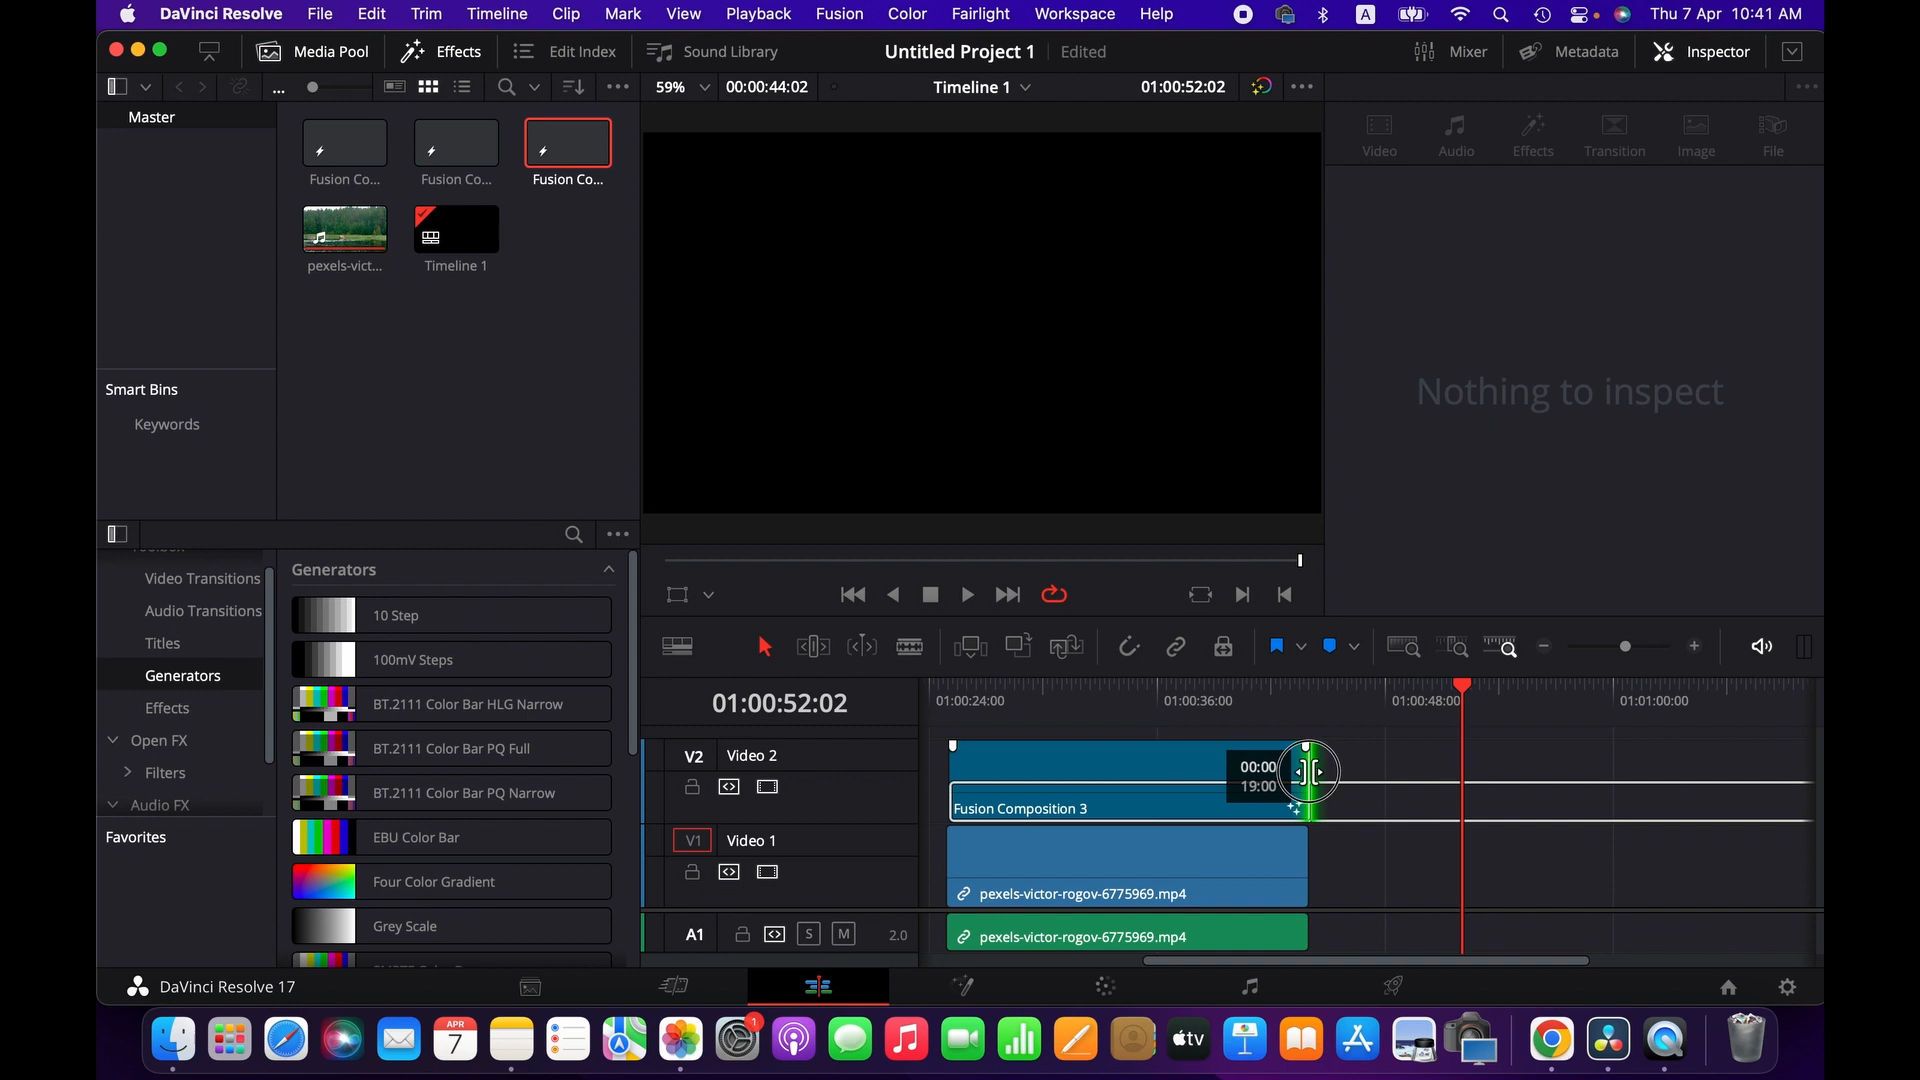 DaVinci Resolve File Edit Trim Timeline Clip Mark View Playback Fusion Color Fairlight Workspace Help A Thu 7 Apr 10:41 AM
Media Pool Effects Edit Index Sound Library Untitled Project 1 Edited Mixer Metadata Inspector
... 59% 00:00:44:02 Timeline 1 01:00:52:02
Master
Video Audio Effects Transition Image File
Fusion Co... Fusion Co... Fusion Co...
pexels-vict... Timeline 1
Smart Bins
Keywords
Nothing to inspect
Generators
Video Transitions
Audio Transitions
Titles
Generators
Effects
Open FX
Filters
Audio FX
Favorites
10 Step
100mV Steps
BT.2111 Color Bar HLG Narrow
BT.2111 Color Bar PQ Full
BT.2111 Color Bar PQ Narrow
EBU Color Bar
Four Color Gradient
Grey Scale
01:00:52:02
01:00:24:00 01:00:36:00 01:00:48:00 01:01:00:00
V2 Video 2
00:00
19:00
Fusion Composition 3
V1 Video 1
pexels-victor-rogov-6775969.mp4
A1 S M 2.0
pexels-victor-rogov-6775969.mp4
DaVinci Resolve 17
APR
7
1
tv